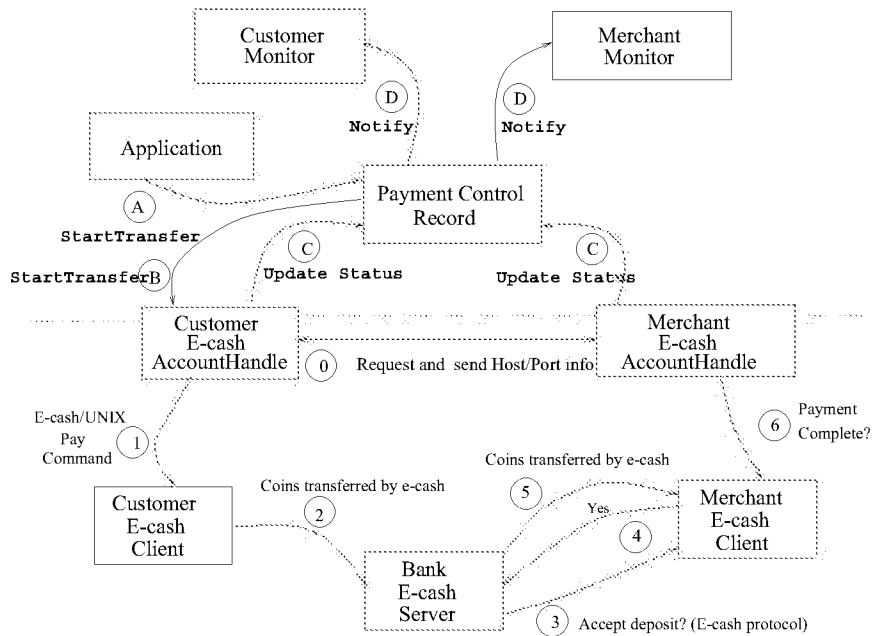 Customer
Monitor
Merchant
Monitor
D
Notify
D
Notify
Application
Payment Control
Record
A
StartTransfer
C
Update Status
C
Update Status
StartTransfer
B
Customer
E-cash
AccountHandle
Merchant
E-cash
AccountHandle
0
Request and send Host/Port info
E-cash/UNIX
Pay
Command
1
6
Payment
Complete?
Coins transferred by e-cash
2
Coins transferred by e-cash
5
Yes
4
Customer
E-cash
Client
Merchant
E-cash
Client
Bank
E-cash
Server
3
Accept deposit? (E-cash protocol)